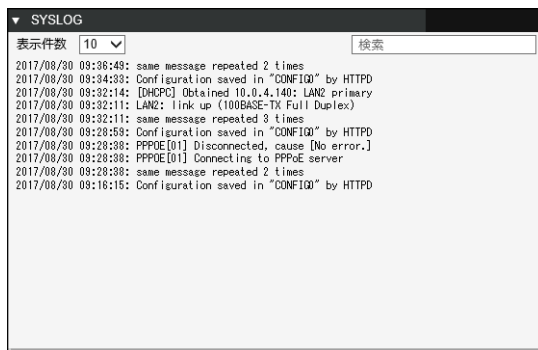 ▼ SYSLOG
表示件数 10 検索
2017/08/30 09:36:49: same message repeated 2 times
2017/08/30 09:34:33: Configuration saved in "CONFIG0" by HTTPD
2017/08/30 09:32:14: [DHCPC] Obtained 10.0.4.140: LAN2 primary
2017/08/30 09:32:11: LAN2: link up (100BASE-TX Full Duplex)
2017/08/30 09:32:11: same message repeated 3 times
2017/08/30 09:28:59: Configuration saved in "CONFIG0" by HTTPD
2017/08/30 09:28:38: PPPOE[01] Disconnected, cause [No error.]
2017/08/30 09:28:38: PPPOE[01] Connecting to PPPoE server
2017/08/30 09:28:38: same message repeated 2 times
2017/08/30 09:16:15: Configuration saved in "CONFIG0" by HTTPD